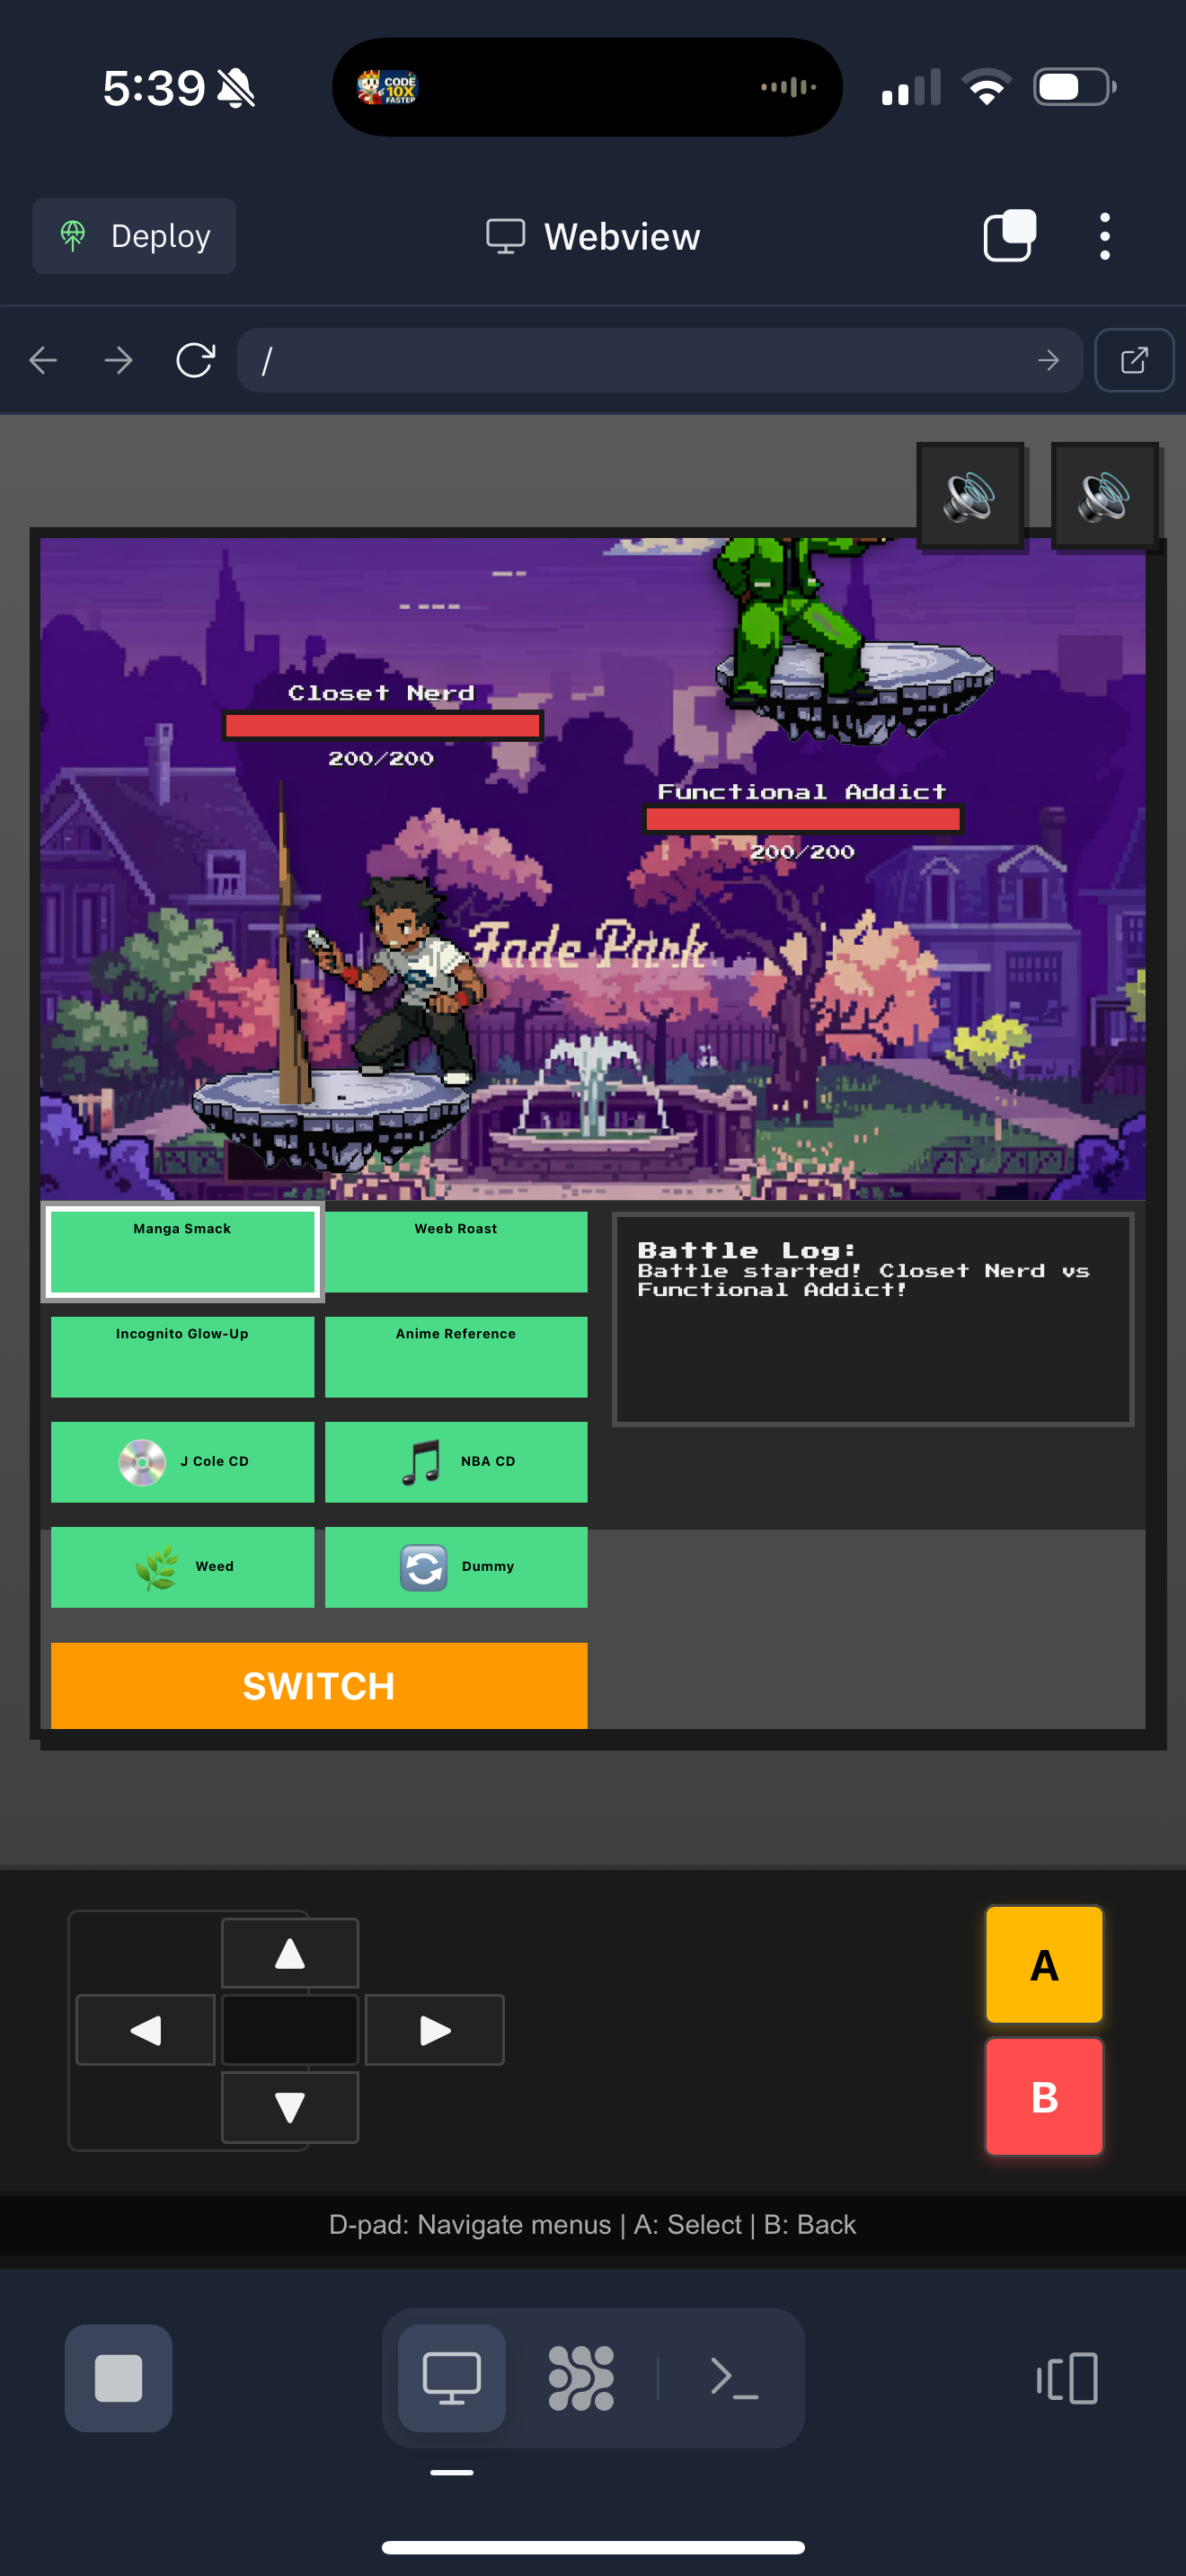 5:39
CODE
10X
FASTER
Deploy
Webview
/
Closet Nerd
200/200
Functional Addict
200/200
Fade Park
Manga Smack
Weeb Roast
Incognito Glow-Up
Anime Reference
J Cole CD
NBA CD
Weed
Dummy
SWITCH
Battle Log:
Battle started! Closet Nerd vs
Functional Addict!
A
B
D-pad: Navigate menus | A: Select | B: Back